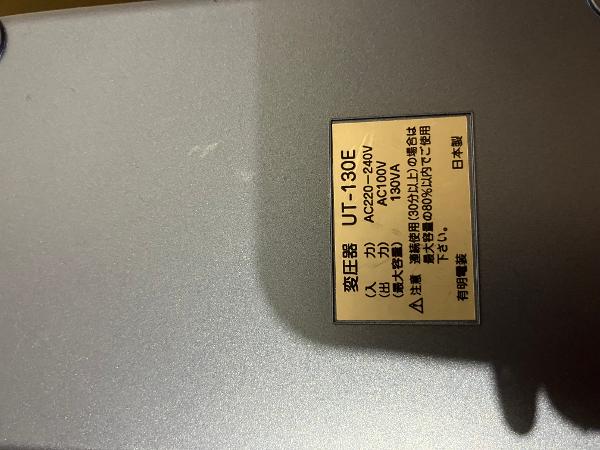 変圧器 UT-130E
(入 力) AC220-240V
(出 力) AC100V
(最大容量) 130VA
⚠注意 連続使用(30分以上)の場合は
最大容量の80%以内でご使用
下さい。
有明電装 日本製